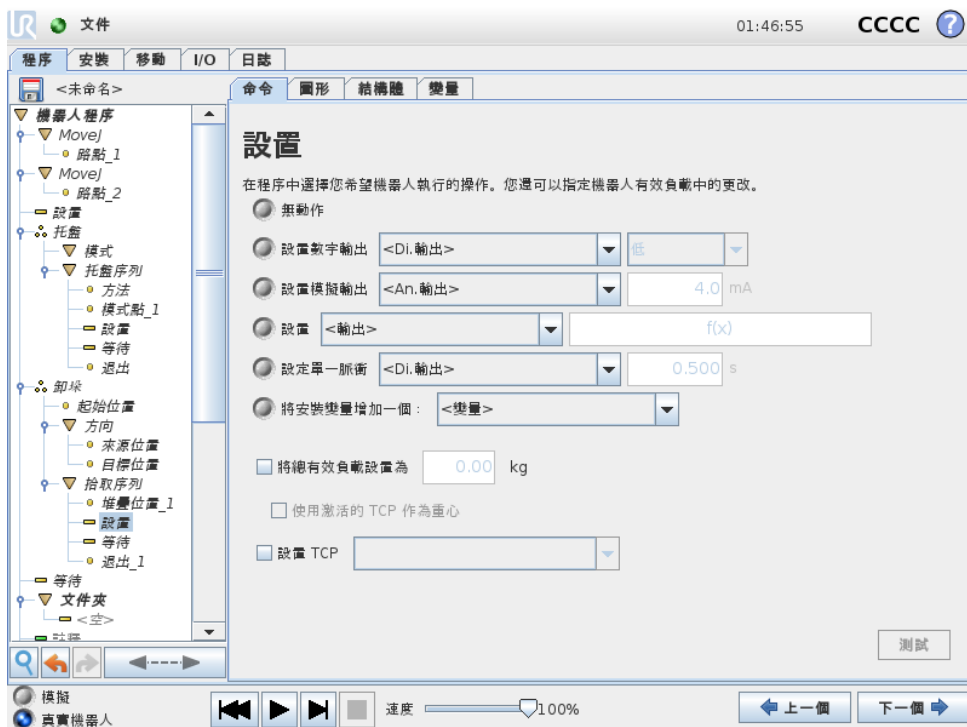 UR 文件 01:46:55 CCCC ?
程序 安裝 移動 I/O 日誌
<未命名> 命令 圖形 結構體 變量
機器人程序
MoveJ
路點_1
MoveJ
路點_2
設置
托盤
模式
托盤序列
方法
模式點_1
設置
等待
退出
卸垛
起始位置
方向
來源位置
目標位置
拾取序列
堆疊位置_1
設置
等待
退出_1
等待
文件夾
<空>
註釋
設置
在程序中選擇您希望機器人執行的操作。您還可以指定機器人有效負載中的更改。
無動作
設置數字輸出 <Di.輸出> 低
設置模擬輸出 <An.輸出> 4.0 mA
設置 <輸出> f(x)
設定單一脈衝 <Di.輸出> 0.500 s
將安裝變量增加一個： <變量>
將總有效負載設置為 0.00 kg
使用激活的 TCP 作為重心
設置 TCP
測試
模擬
真實機器人
速度 100%
上一個 下一個